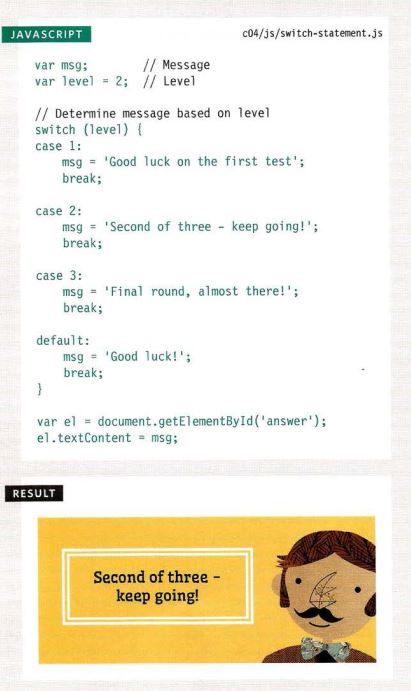 JAVASCRIPT
c04/js/switch-statement.js
var msg; // Message
var level = 2; // Level
// Determine message based on level
switch (level) {
case 1:
msg = 'Good luck on the first test';
break;
case 2:
msg = 'Second of three – keep going!';
break;
case 3:
msg = 'Final round, almost there!';
break;
default:
msg = 'Good luck!';
break;
}
var el = document.getElementById('answer');
el.textContent = msg;
RESULT
Second of three –
keep going!